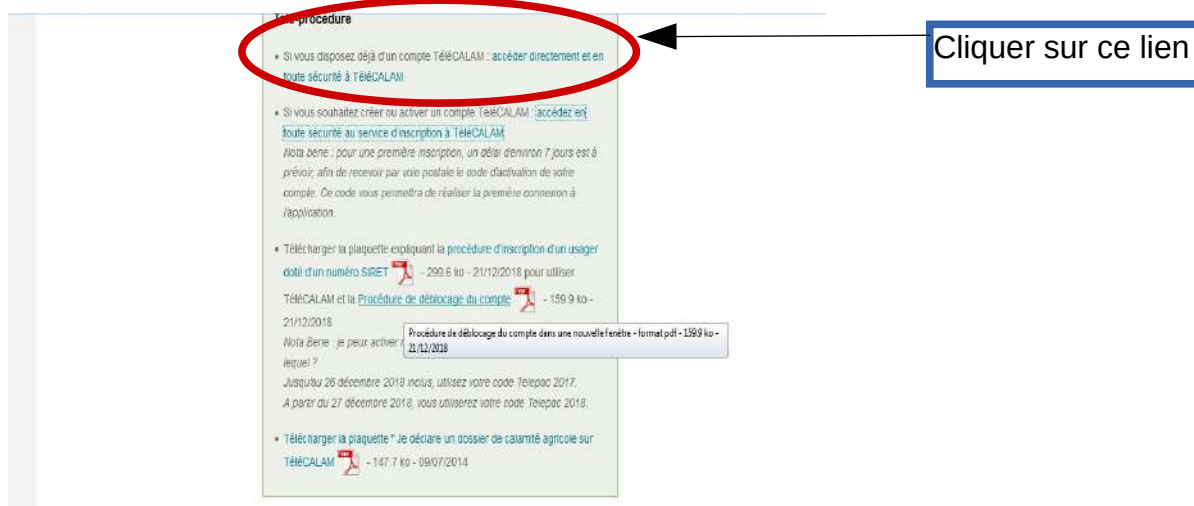 Télé-procédure
Cliquer sur ce lien
• Si vous disposez déjà d'un compte TéléCALAM : accéder directement et en
toute sécurité à TéléCALAM
• Si vous souhaitez créer ou activer un compte TéléCALAM : accédez en
toute sécurité au service d'inscription à TéléCALAM
Nota bene : pour une première inscription, un délai d'environ 7 jours est à
prévoir, afin de recevoir par voie postale le code d'activation de votre
compte. Ce code vous permettra de réaliser la première connexion à
l'application.
• Télécharger la plaquette expliquant la procédure d'inscription d'un usager
doté d'un numéro SIRET PDF - 299.6 ko - 21/12/2018 pour utiliser
TéléCALAM et la Procédure de déblocage du compte PDF - 159.9 ko -
21/12/2018
Procédure de déblocage du compte dans une nouvelle fenêtre - format pdf - 159.9 ko -
21/12/2018
Nota Bene : je peux activer
lequel ?
Jusqu'au 26 décembre 2018 inclus, utilisez votre code Telepac 2017.
A partir du 27 décembre 2018, vous utiliserez votre code Telepac 2018.
• Télécharger la plaquette " Je déclare un dossier de calamité agricole sur
TéléCALAM PDF - 147.7 ko - 09/07/2014